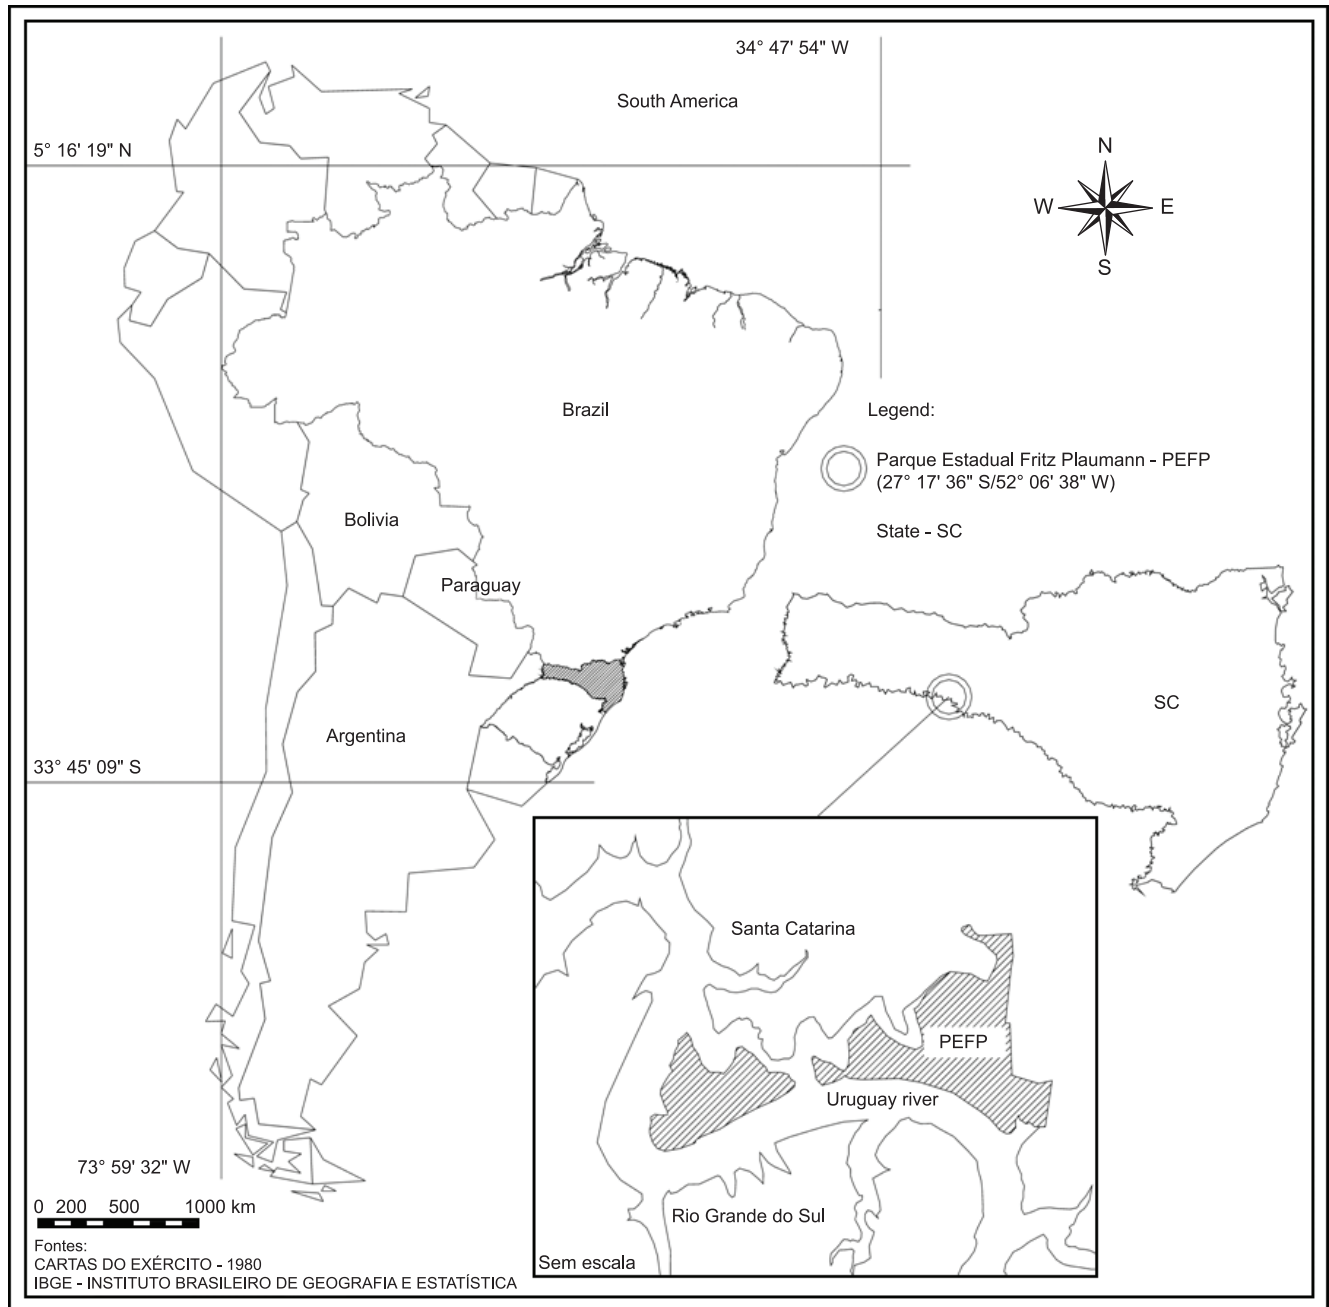 34° 47' 54" W
South America
5° 16' 19" N
N
W
E
S
Brazil
Legend:
Parque Estadual Fritz Plaumann - PEFP
(27° 17' 36" S/52° 06' 38" W)
State - SC
Bolivia
Paraguay
SC
Argentina
33° 45' 09" S
Santa Catarina
PEFP
Uruguay river
Rio Grande do Sul
Sem escala
73° 59' 32" W
0 200 500 1000 km
Fontes:
CARTAS DO EXÉRCITO - 1980
IBGE - INSTITUTO BRASILEIRO DE GEOGRAFIA E ESTATÍSTICA